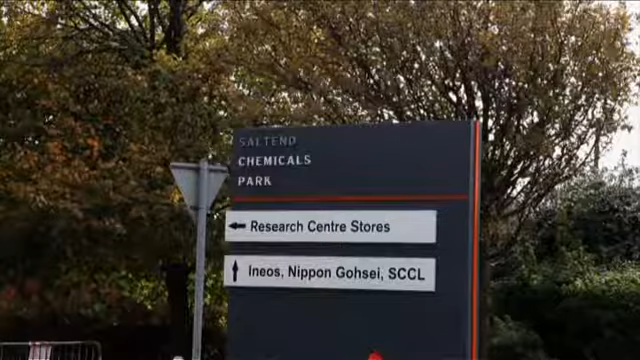 SALTEND
CHEMICALS
PARK
Research Centre Stores
Ineos, Nippon Gohsei, SCCL